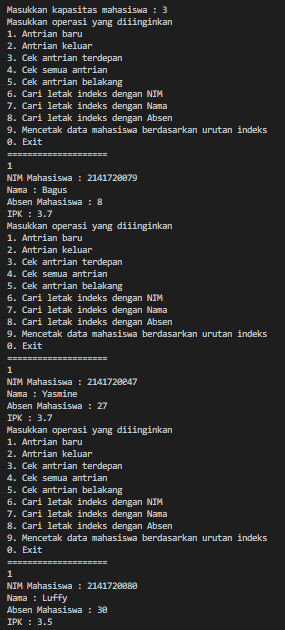 Masukkan kapasitas mahasiswa : 3
Masukkan operasi yang diiinginkan
1. Antrian baru
2. Antrian keluar
3. Cek antrian terdepan
4. Cek semua antrian
5. Cek antrian belakang
6. Cari letak indeks dengan NIM
7. Cari letak indeks dengan Nama
8. Cari letak indeks dengan Absen
9. Mencetak data mahasiswa berdasarkan urutan indeks
0. Exit
====================
1
NIM Mahasiswa : 2141720079
Nama : Bagus
Absen Mahasiswa : 8
IPK : 3.7
Masukkan operasi yang diiinginkan
1. Antrian baru
2. Antrian keluar
3. Cek antrian terdepan
4. Cek semua antrian
5. Cek antrian belakang
6. Cari letak indeks dengan NIM
7. Cari letak indeks dengan Nama
8. Cari letak indeks dengan Absen
9. Mencetak data mahasiswa berdasarkan urutan indeks
0. Exit
====================
1
NIM Mahasiswa : 2141720047
Nama : Yasmine
Absen Mahasiswa : 27
IPK : 3.7
Masukkan operasi yang diiinginkan
1. Antrian baru
2. Antrian keluar
3. Cek antrian terdepan
4. Cek semua antrian
5. Cek antrian belakang
6. Cari letak indeks dengan NIM
7. Cari letak indeks dengan Nama
8. Cari letak indeks dengan Absen
9. Mencetak data mahasiswa berdasarkan urutan indeks
0. Exit
====================
1
NIM Mahasiswa : 2141720080
Nama : Luffy
Absen Mahasiswa : 30
IPK : 3.5